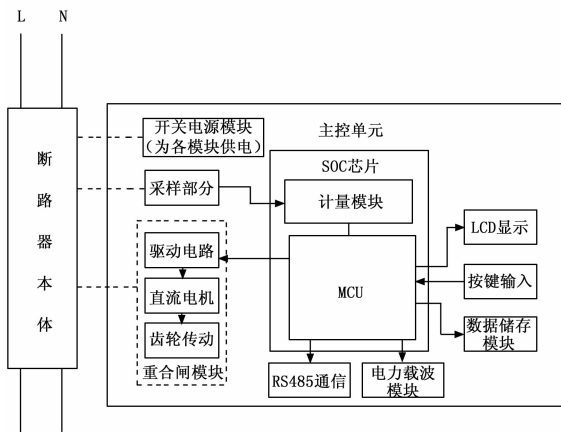 L N
开关电源模块
(为各模块供电)
主控单元
SOC芯片
断路器本体
采样部分
计量模块
LCD显示
驱动电路
MCU
按键输入
直流电机
数据储存
模块
齿轮传动
重合闸模块
RS485通信
电力载波
模块